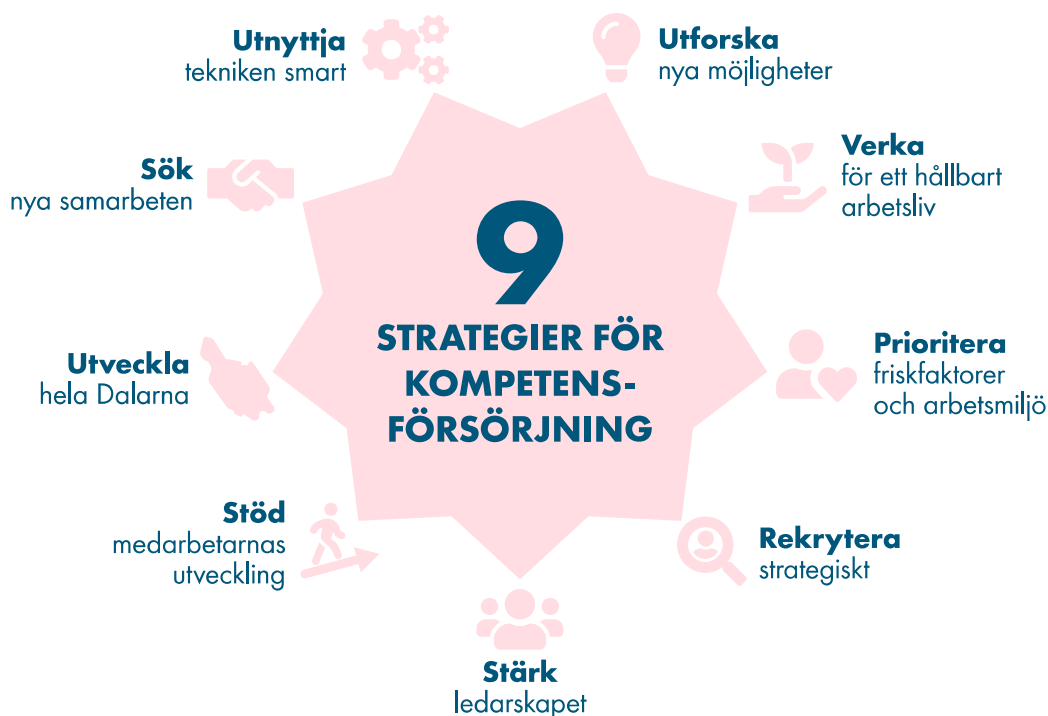 9
STRATEGIER FÖR
KOMPETENS-
FÖRSÖRJNING
Utforska
nya möjligheter
Verka
för ett hållbart
arbetsliv
Prioritera
friskfaktorer
och arbetsmiljö
Rekrytera
strategiskt
Stärk
ledarskapet
Stöd
medarbetarnas
utveckling
Utveckla
hela Dalarna
Sök
nya samarbeten
Utnyttja
tekniken smart